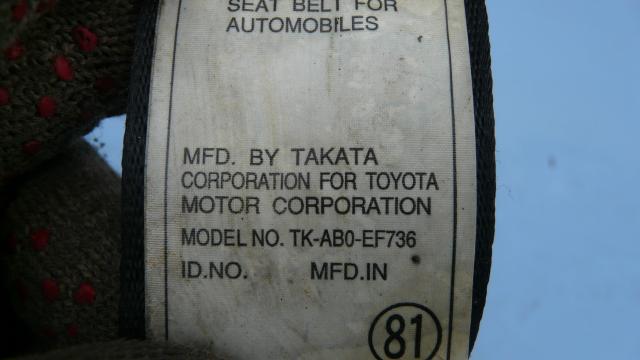 SEAT BELT FOR
AUTOMOBILES
MFD. BY TAKATA
CORPORATION FOR TOYOTA
MOTOR CORPORATION
MODEL NO. TK-AB0-EF736
ID.NO. MFD.IN
81